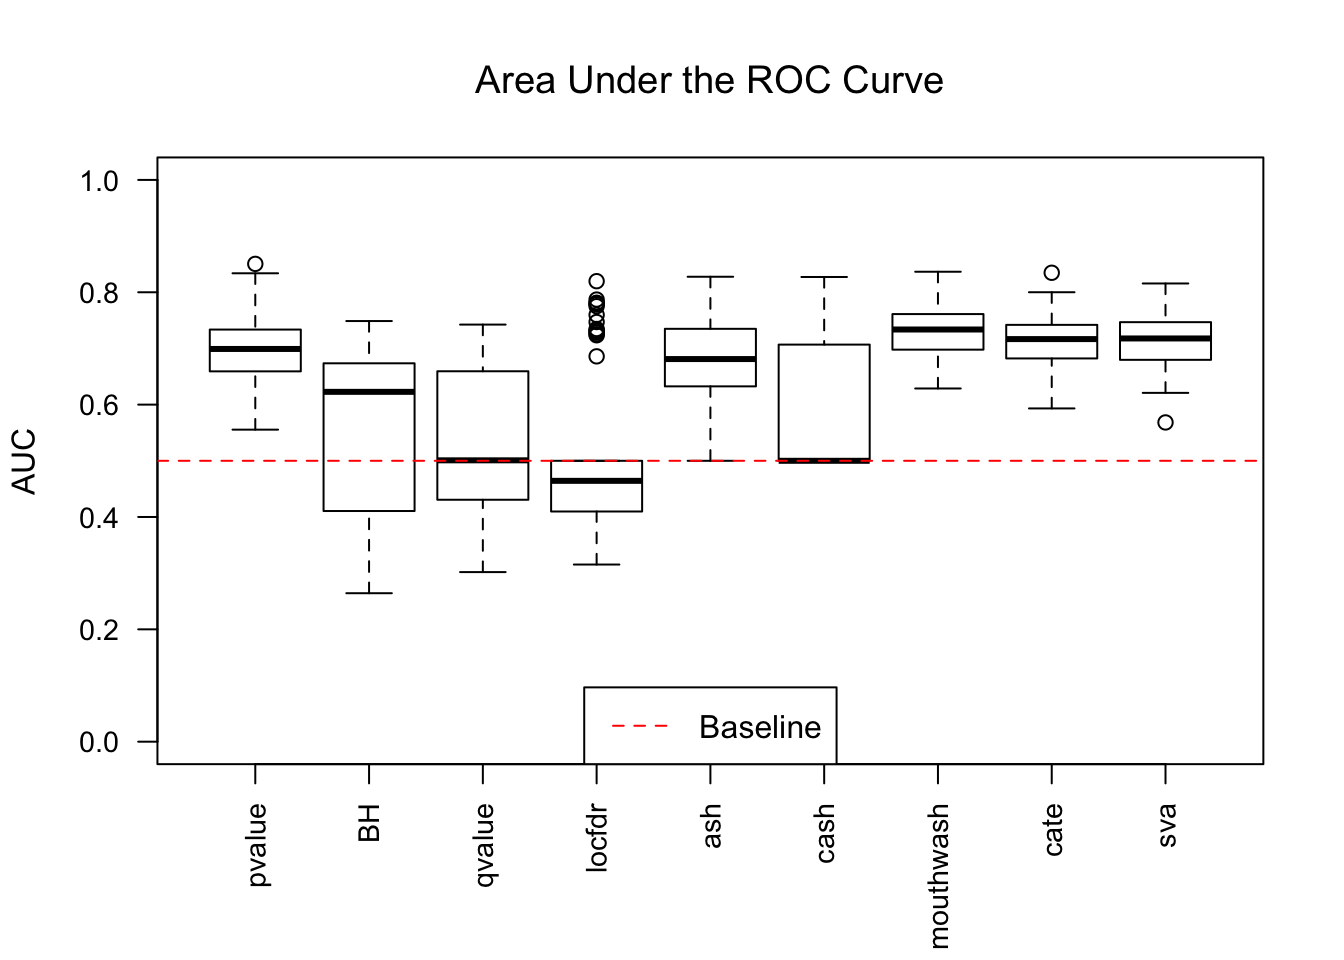 Area Under the ROC Curve
AUC
1.0
0.8
0.6
0.4
0.2
0.0
Baseline
pvalue
BH
qvalue
locfdr
ash
cash
mouthwash
cate
sva